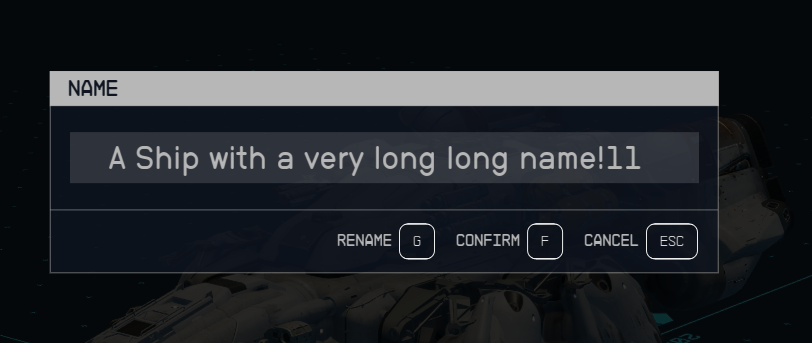 NAME
A Ship with a very long long name!11
RENAME G CONFIRM F CANCEL ESC